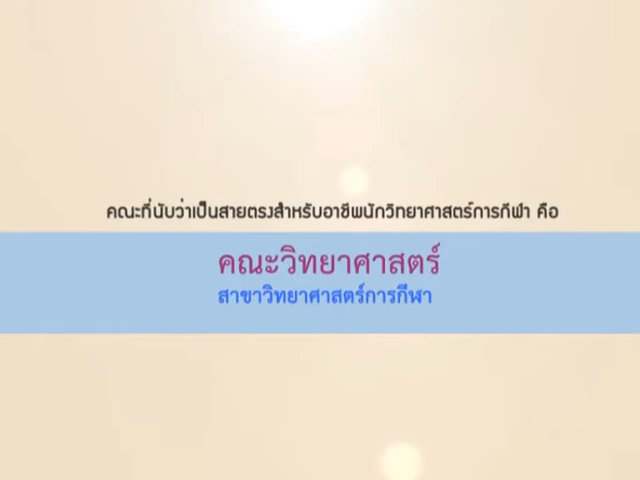 คณะที่นับว่าเป็นสายตรงสำหรับอาชีพนักวิทยาศาสตร์การกีฬา คือ
คณะวิทยาศาสตร์
สาขาวิทยาศาสตร์การกีฬา